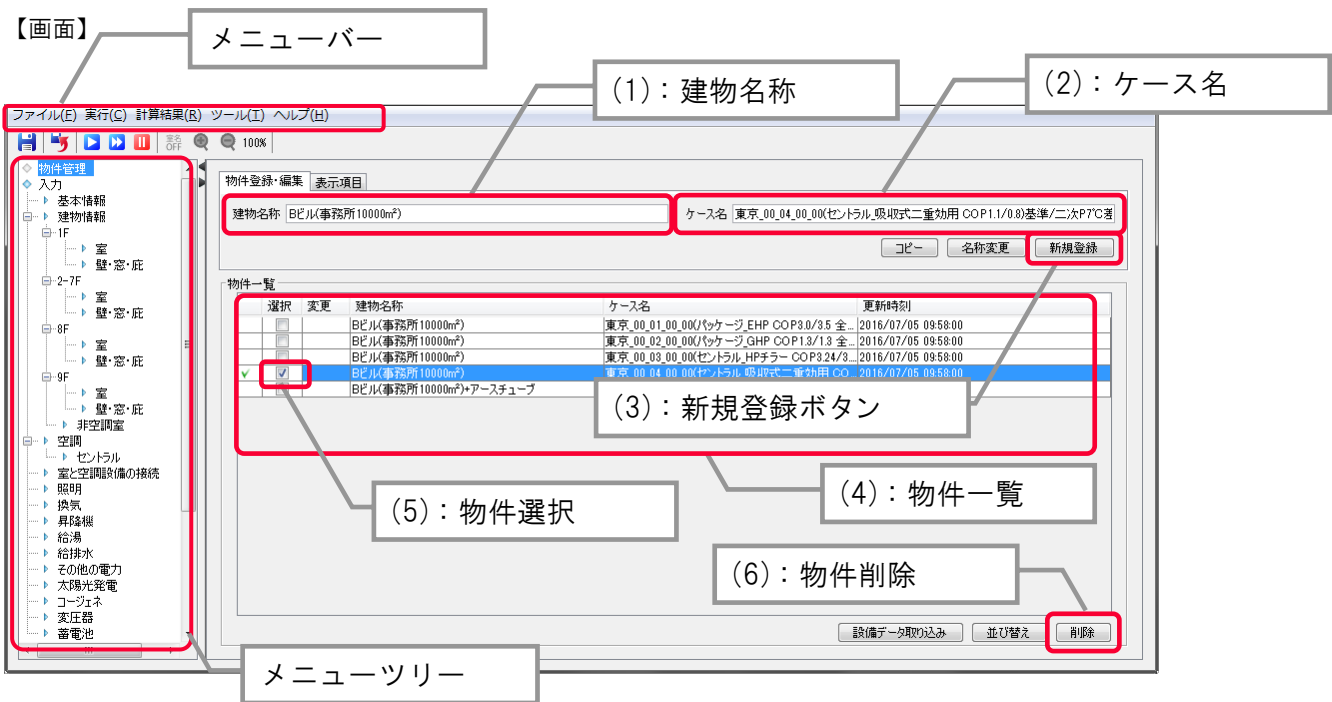 【画面】
メニューバー
(1)：建物名称
(2)：ケース名
ファイル(F) 実行(C) 計算結果(R) ツール(T) ヘルプ(H)
室名
OFF
100%
物件管理
入力
基本情報
建物情報
1F
室
壁・窓・庇
2-7F
室
壁・窓・庇
8F
室
壁・窓・庇
9F
室
壁・窓・庇
非空調室
空調
セントラル
室と空調設備の接続
照明
換気
昇降機
給湯
給排水
その他の電力
太陽光発電
コージェネ
変圧器
蓄電池
物件登録・編集 表示項目
建物名称 Bビル(事務所10000m²)
ケース名 東京_00_04_00_00(セントラル_吸収式二重効用 COP1.1/0.8)基準/二次P7℃差
コピー 名称変更 新規登録
物件一覧
選択 変更 建物名称 ケース名 更新時刻
Bビル(事務所10000m²) 東京_00_01_00_00(パッケージ_EHP COP3.0/3.5 全... 2016/07/05 09:58:00
Bビル(事務所10000m²) 東京_00_02_00_00(パッケージ_GHP COP1.3/1.3 全... 2016/07/05 09:58:00
Bビル(事務所10000m²) 東京_00_03_00_00(セントラル_HPチラー COP3.24/3... 2016/07/05 09:58:00
Bビル(事務所10000m²) 東京_00_04_00_00(セントラル_吸収式二重効用 CO... 2016/07/05 09:58:00
Bビル(事務所10000m²)+アースチューブ
(3)：新規登録ボタン
(4)：物件一覧
(5)：物件選択
(6)：物件削除
設備データ取り込み 並び替え 削除
メニューツリー